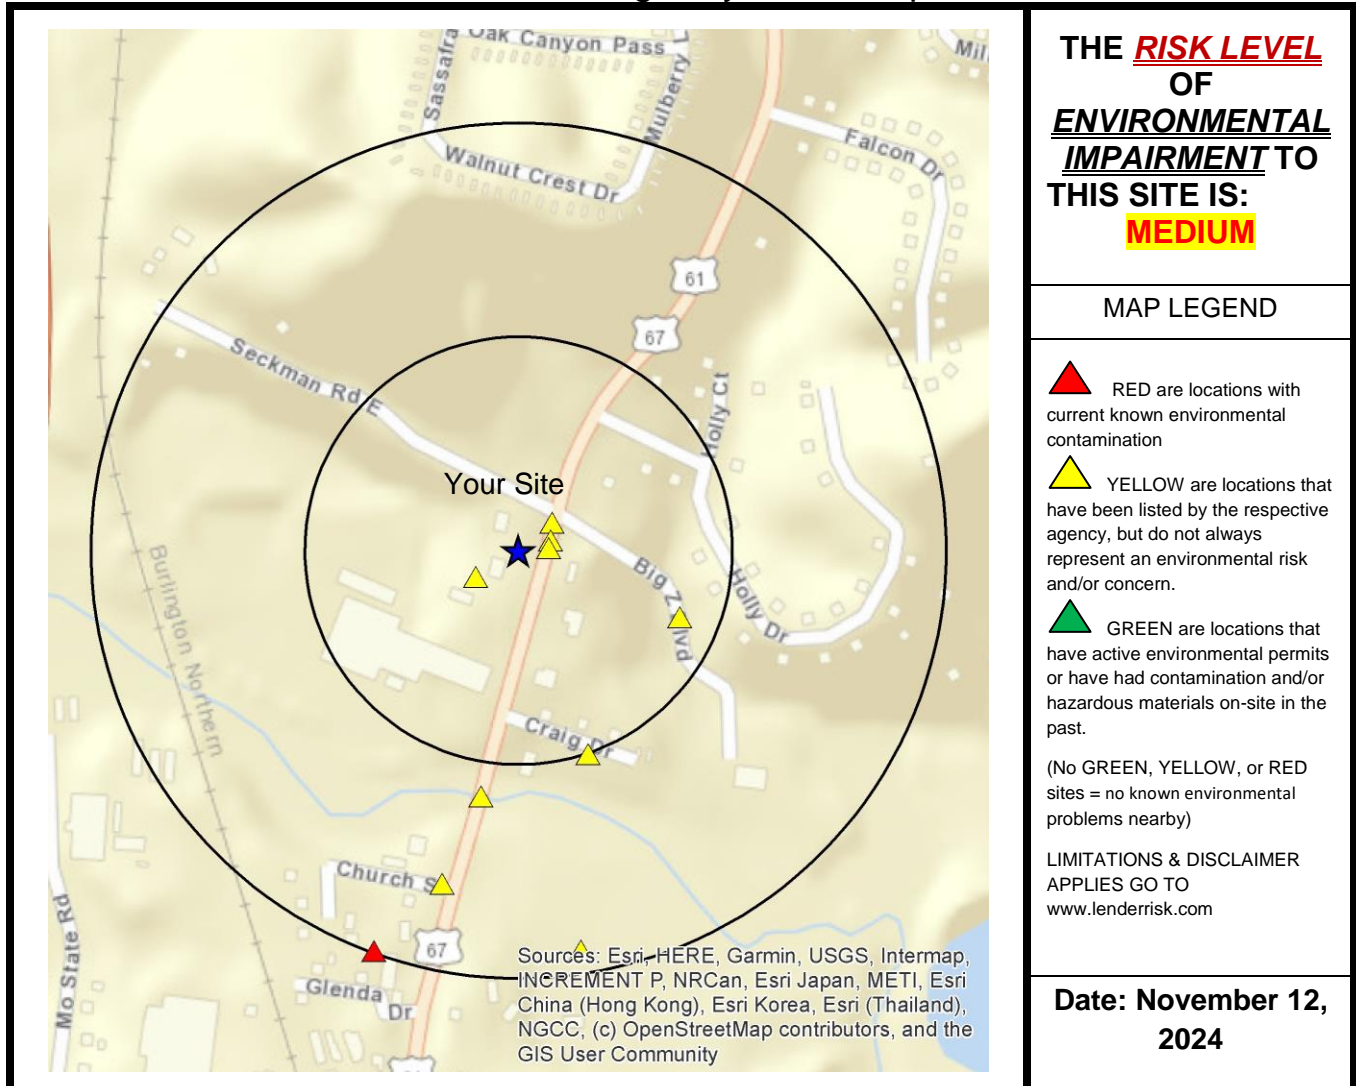 Oak Canyon Pass
Sassafra
Mulberry L
Mil
Walnut Crest Dr
Falcon Dr
61
67
Seckman Rd E
Holly Ct
Your Site
Big Z Blvd
Holly Dr
Burlington Northern
Craig Dr
Church S
67
Glenda Dr
Mo State Rd
Sources: Esri, HERE, Garmin, USGS, Intermap,
INCREMENT P, NRCan, Esri Japan, METI, Esri
China (Hong Kong), Esri Korea, Esri (Thailand),
NGCC, (c) OpenStreetMap contributors, and the
GIS User Community
THE RISK LEVEL
OF
ENVIRONMENTAL
IMPAIRMENT TO
THIS SITE IS:
MEDIUM
MAP LEGEND
RED are locations with
current known environmental
contamination
YELLOW are locations that
have been listed by the respective
agency, but do not always
represent an environmental risk
and/or concern.
GREEN are locations that
have active environmental permits
or have had contamination and/or
hazardous materials on-site in the
past.
(No GREEN, YELLOW, or RED
sites = no known environmental
problems nearby)
LIMITATIONS & DISCLAIMER
APPLIES GO TO
www.lenderrisk.com
Date: November 12,
2024